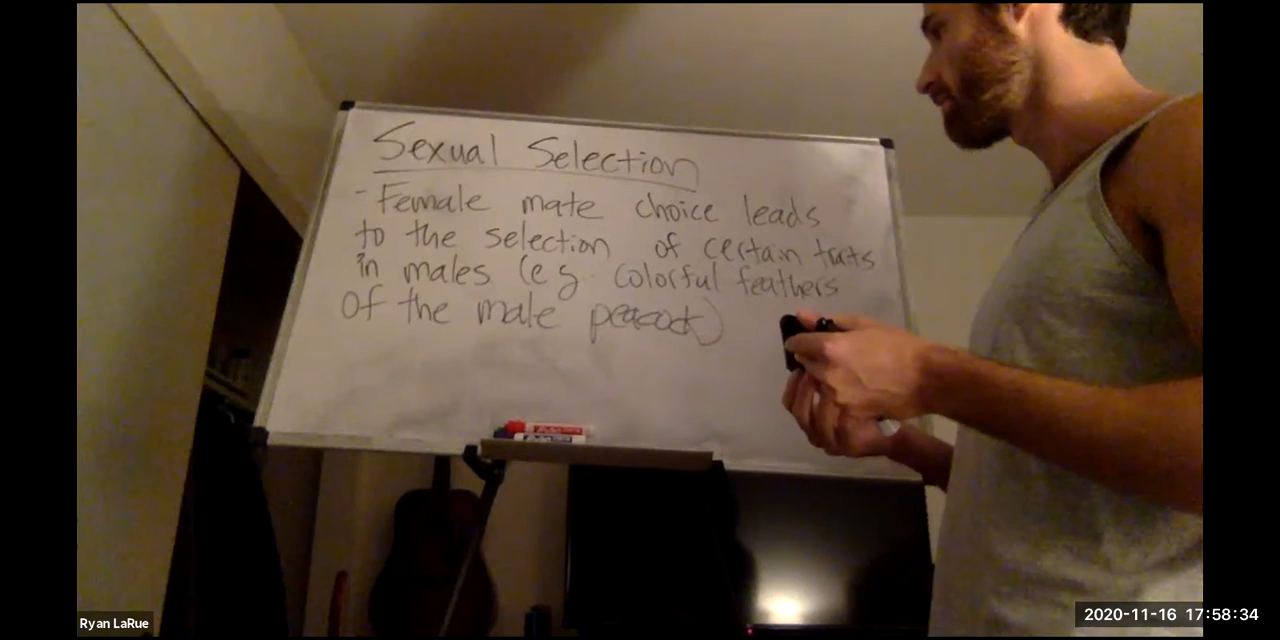 Sexual Selection
- Female mate choice leads
to the selection of certain traits
in males (eg. colorful feathers
of the male peacock)
Ryan LaRue
2020-11-16 17:58:34